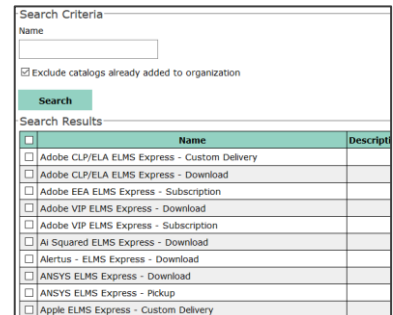 Search Criteria
Name
Exclude catalogs already added to organization
Search
Search Results
Name Descripti
Adobe CLP/ELA ELMS Express - Custom Delivery
Adobe CLP/ELA ELMS Express - Download
Adobe EEA ELMS Express - Subscription
Adobe VIP ELMS Express - Download
Adobe VIP ELMS Express - Subscription
Ai Squared ELMS Express - Download
Alertus - ELMS Express - Download
ANSYS ELMS Express - Download
ANSYS ELMS Express - Pickup
Apple ELMS Express - Custom Delivery